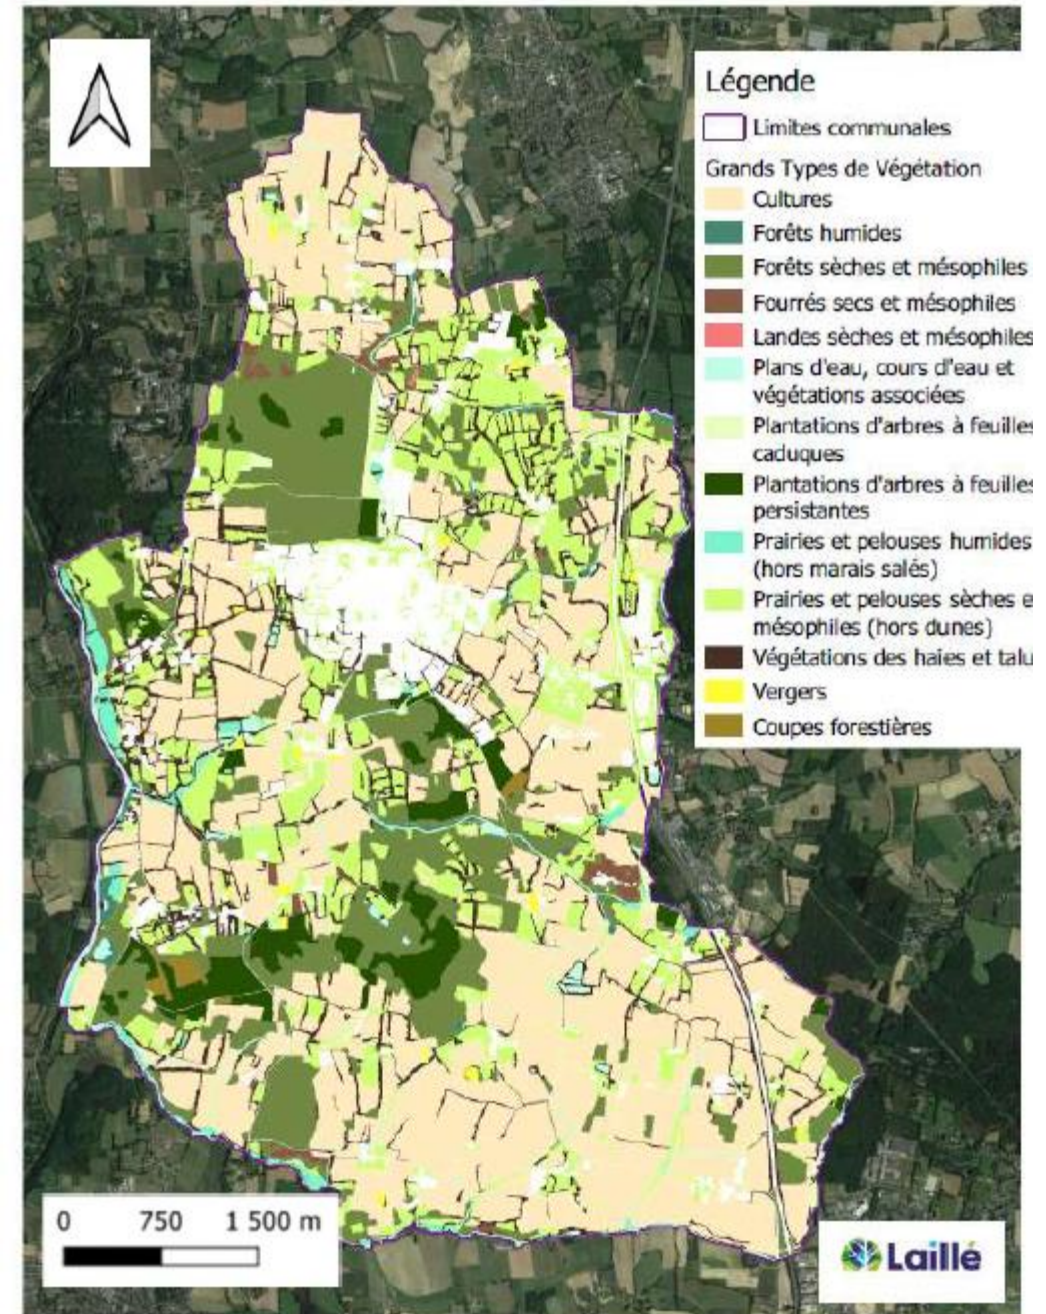 Légende
Limites communales
Grands Types de Végétation
Cultures
Forêts humides
Forêts sèches et mésophiles
Fourrés secs et mésophiles
Landes sèches et mésophiles
Plans d'eau, cours d'eau et
végétations associées
Plantations d'arbres à feuilles
caduques
Plantations d'arbres à feuilles
persistantes
Prairies et pelouses humides
(hors marais salés)
Prairies et pelouses sèches e
mésophiles (hors dunes)
Végétations des haies et talu
Vergers
Coupes forestières
0 750 1 500 m
Laillé